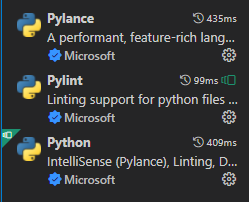 Pylance 435ms
A performant, feature-rich lang...
Microsoft
Pylint 99ms
Linting support for python files ...
Microsoft
Python 409ms
IntelliSense (Pylance), Linting, D...
Microsoft